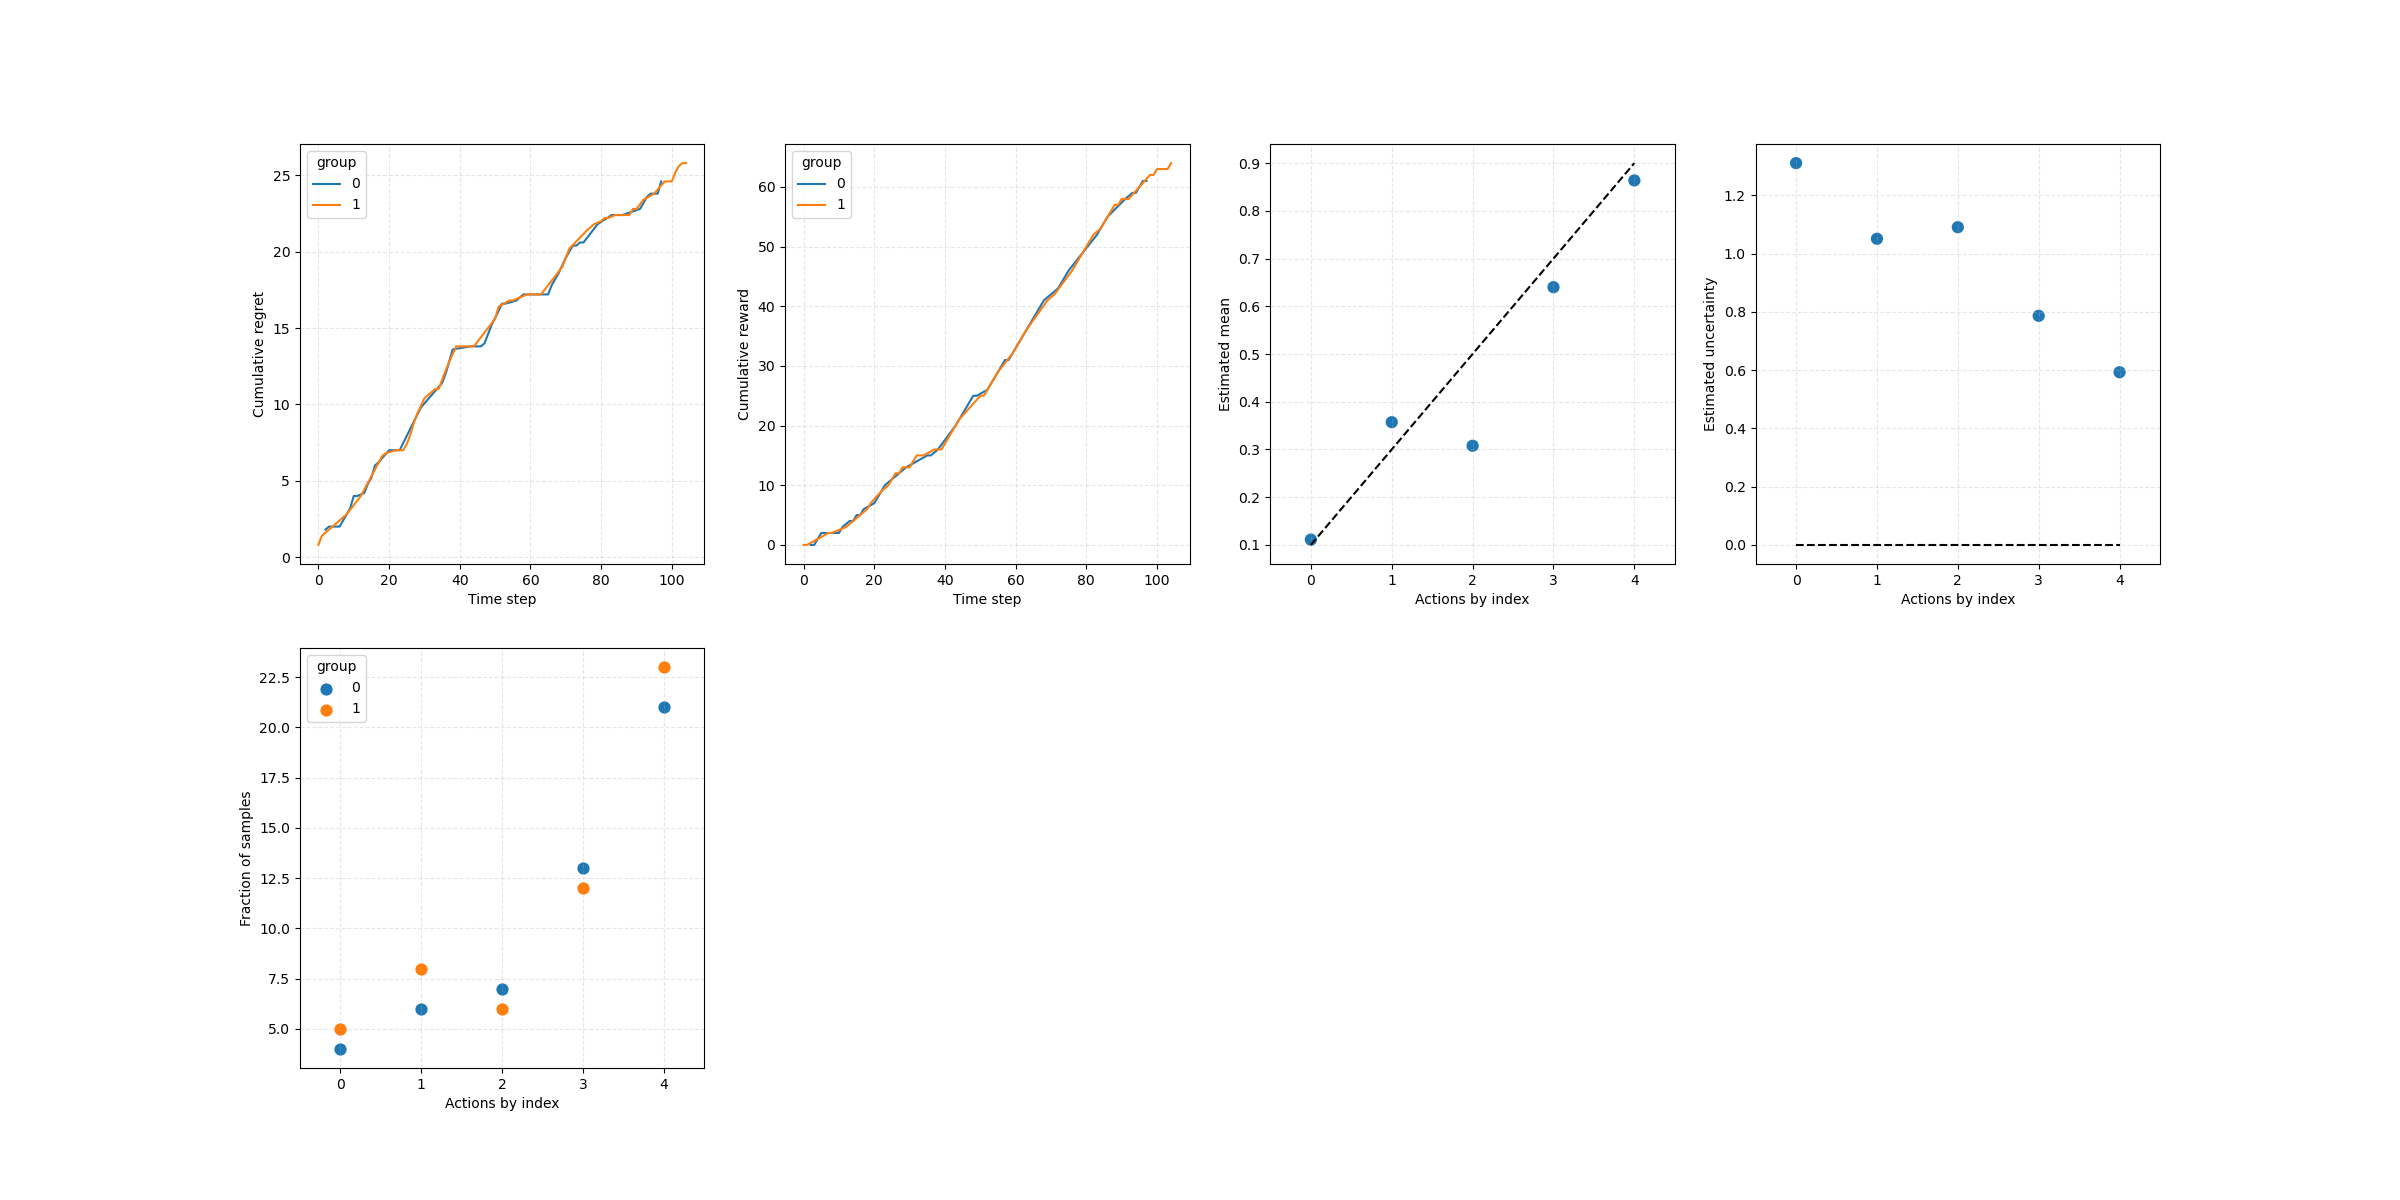 group
0
1
25
20
15
10
5
0
0 20 40 60 80 100
Cumulative regret
Time step
group
0
1
60
50
40
30
20
10
0
0 20 40 60 80 100
Cumulative reward
Time step
0.9
0.8
0.7
0.6
0.5
0.4
0.3
0.2
0.1
0 1 2 3 4
Estimated mean
Actions by index
1.2
1.0
0.8
0.6
0.4
0.2
0.0
0 1 2 3 4
Estimated uncertainty
Actions by index
group
0
1
22.5
20.0
17.5
15.0
12.5
10.0
7.5
5.0
0 1 2 3 4
Fraction of samples
Actions by index